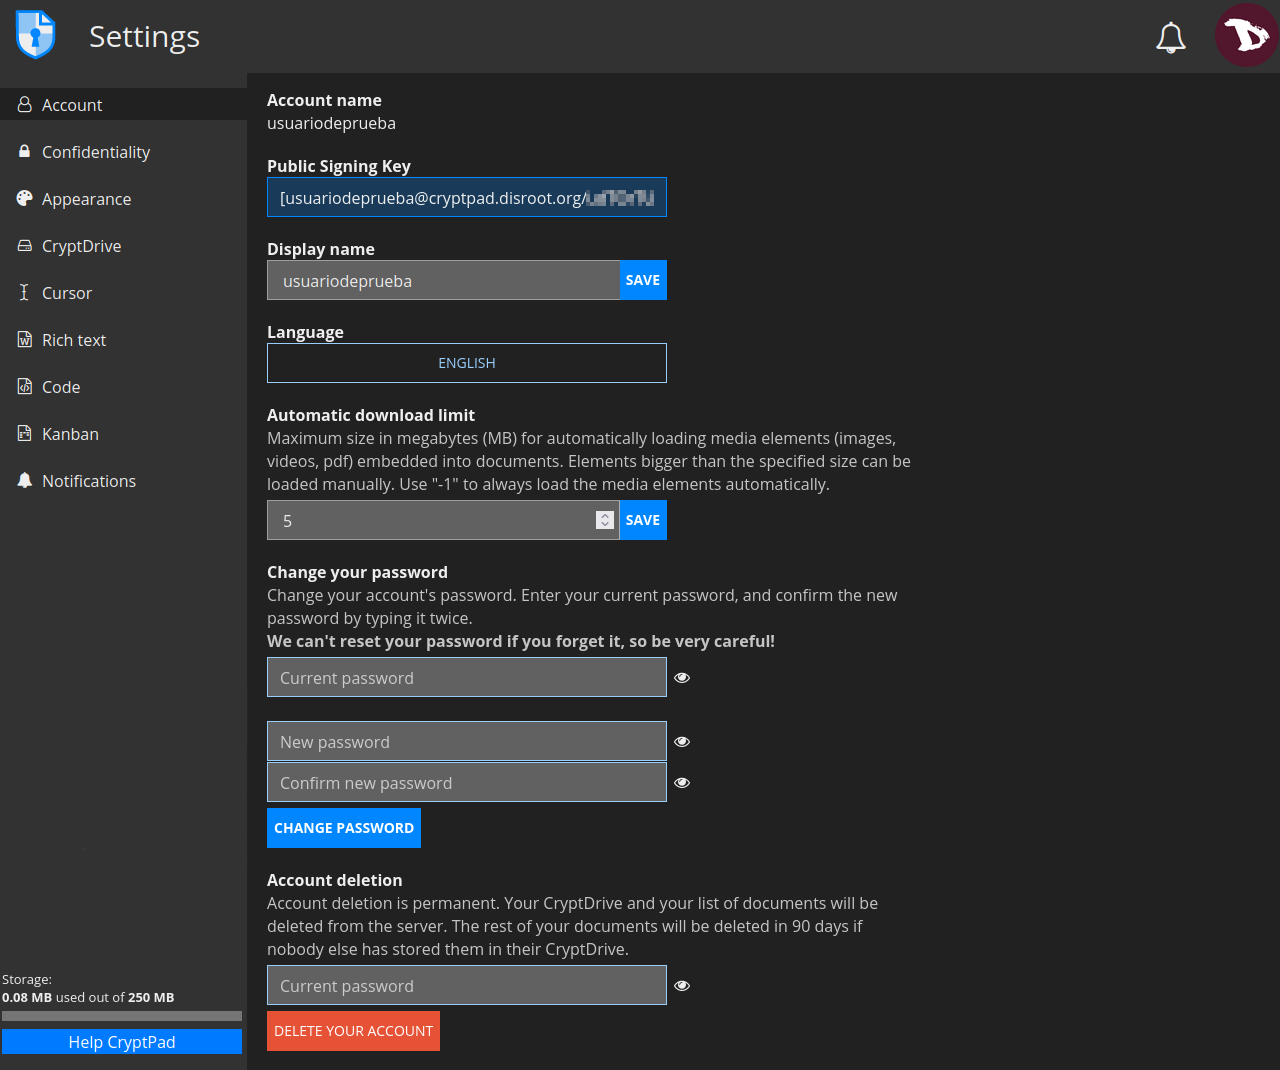 Settings
Account
Confidentiality
Appearance
CryptDrive
Cursor
Rich text
Code
Kanban
Notifications
Storage:
0.08 MB used out of 250 MB
Help CryptPad
Account name
usuariodeprueba
Public Signing Key
[usuariodeprueba@cryptpad.disroot.org/
Display name
usuariodeprueba
SAVE
Language
ENGLISH
Automatic download limit
Maximum size in megabytes (MB) for automatically loading media elements (images,
videos, pdf) embedded into documents. Elements bigger than the specified size can be
loaded manually. Use "-1" to always load the media elements automatically.
5
SAVE
Change your password
Change your account's password. Enter your current password, and confirm the new
password by typing it twice.
We can't reset your password if you forget it, so be very careful!
Current password
New password
Confirm new password
CHANGE PASSWORD
Account deletion
Account deletion is permanent. Your CryptDrive and your list of documents will be
deleted from the server. The rest of your documents will be deleted in 90 days if
nobody else has stored them in their CryptDrive.
Current password
DELETE YOUR ACCOUNT